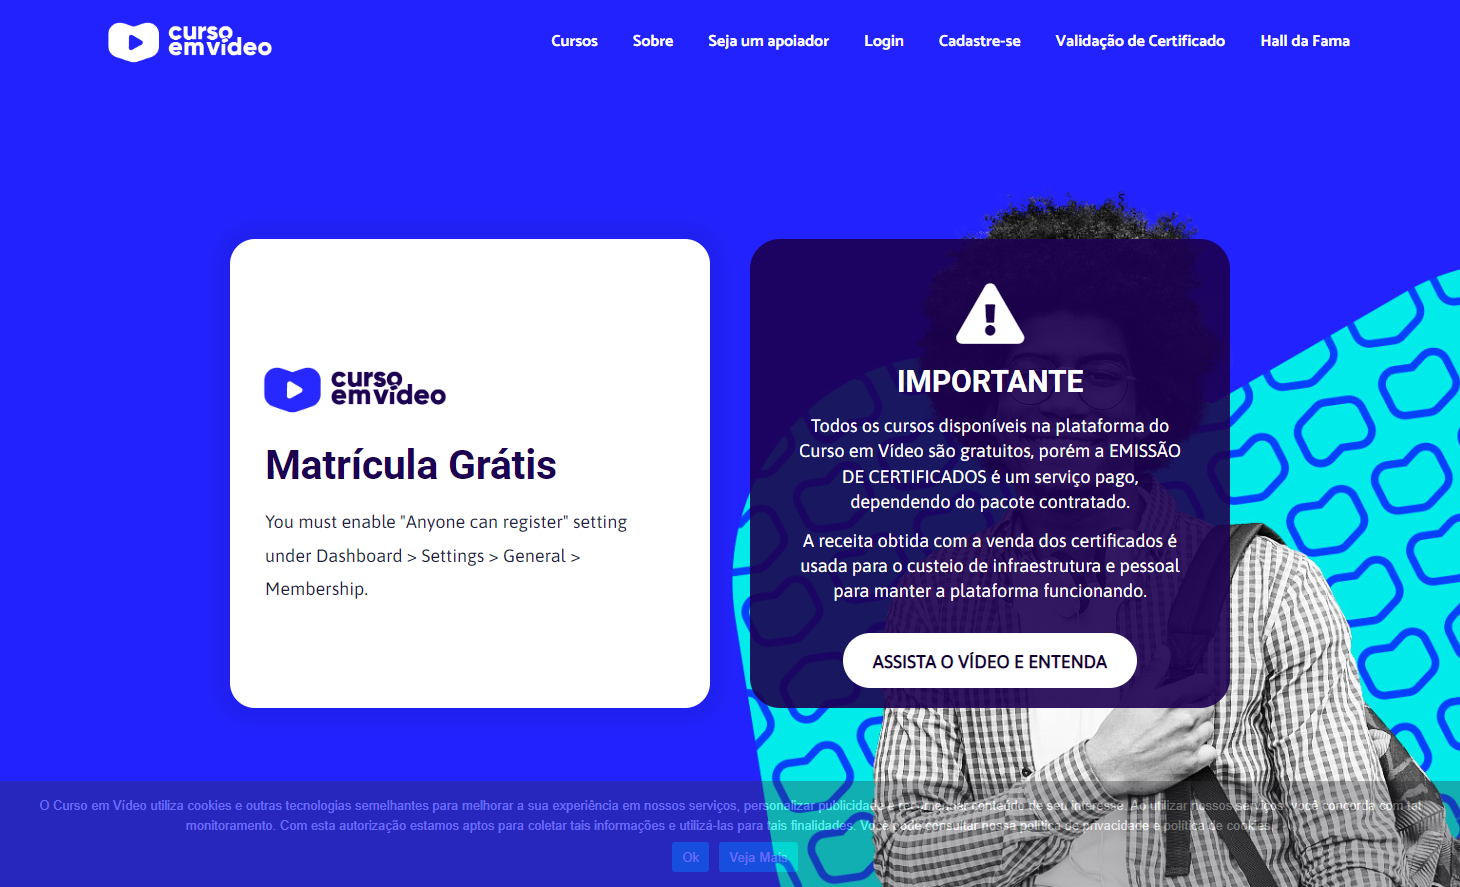 curso
em vídeo
Cursos Sobre Seja um apoiador Login Cadastre-se Validação de Certificado Hall da Fama
curso
em vídeo
Matrícula Grátis
You must enable "Anyone can register" setting
under Dashboard > Settings > General >
Membership.
IMPORTANTE
Todos os cursos disponíveis na plataforma do
Curso em Vídeo são gratuitos, porém a EMISSÃO
DE CERTIFICADOS é um serviço pago,
dependendo do pacote contratado.
A receita obtida com a venda dos certificados é
usada para o custeio de infraestrutura e pessoal
para manter a plataforma funcionando.
ASSISTA O VÍDEO E ENTENDA
O Curso em Vídeo utiliza cookies e outras tecnologias semelhantes para melhorar a sua experiência em nossos serviços, personalizar publicidade e recomendar conteúdo de seu interesse. Ao utilizar nossos serviços, você concorda com tal
monitoramento. Com esta autorização estamos aptos para coletar tais informações e utilizá-las para tais finalidades. Você pode consultar nossa política de privacidade e política de cookies.
Ok Veja Mais